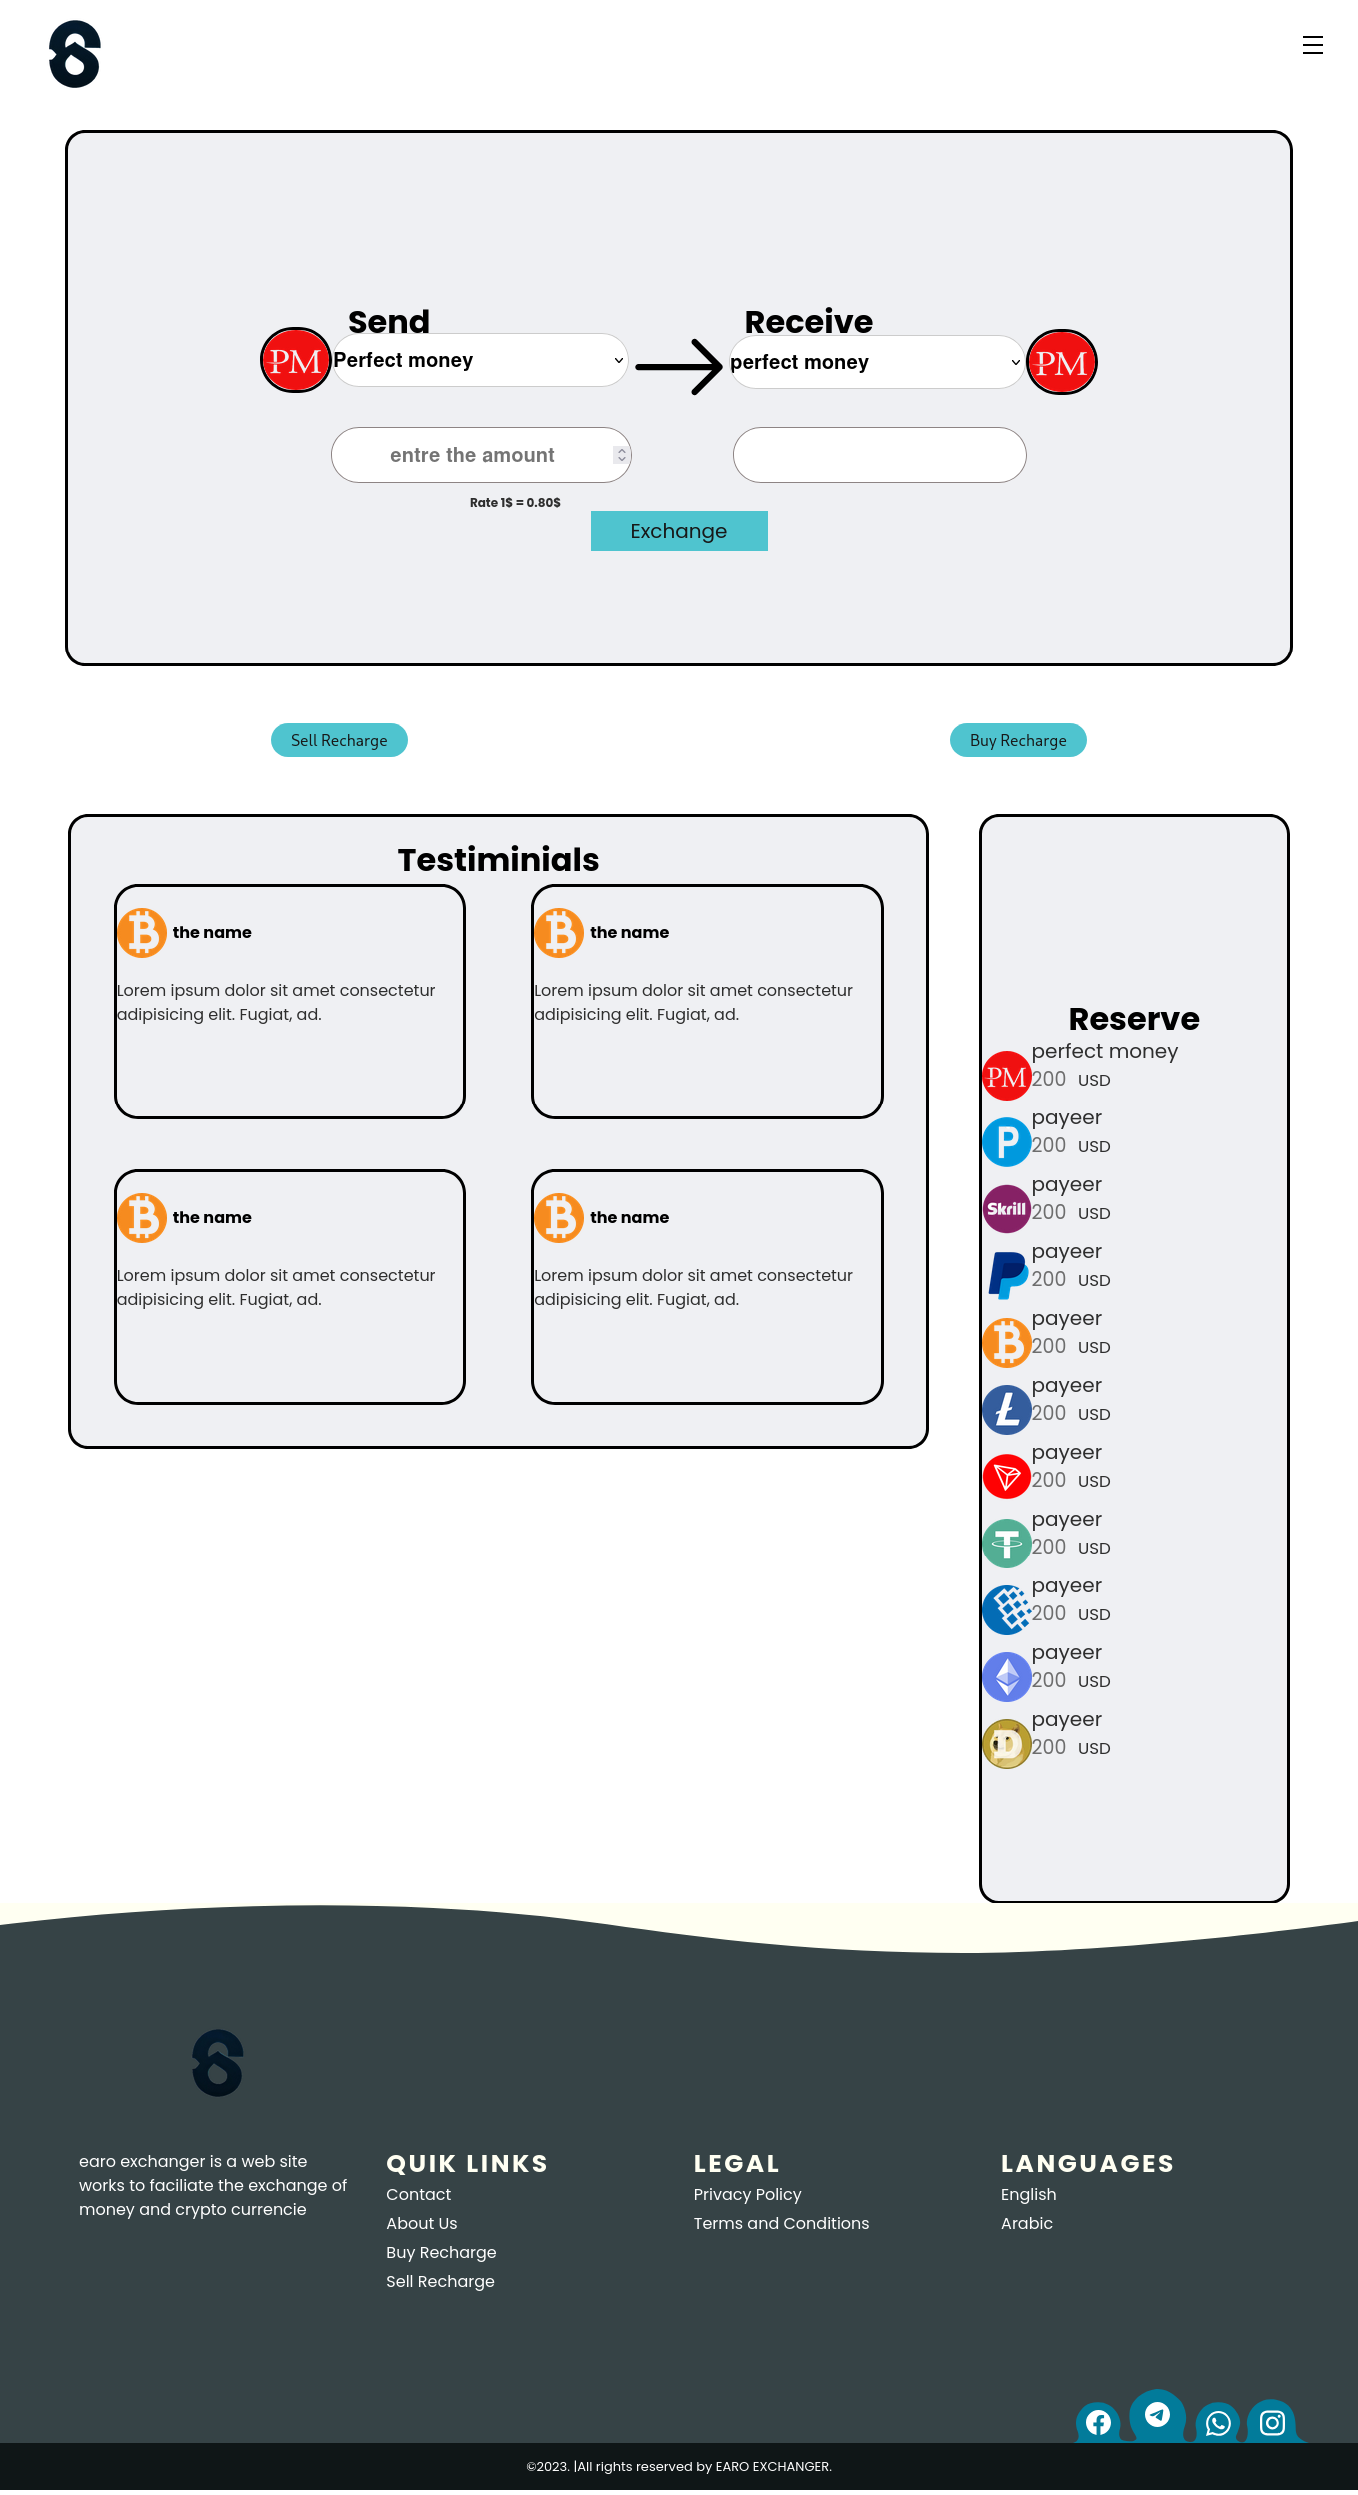 Send
Receive
PM
Perfect money
perfect money
PM
entre the amount
Rate 1$ = 0.80$
Exchange
Sell Recharge
Buy Recharge
Testiminials
the name
the name
Lorem ipsum dolor sit amet consectetur
adipisicing elit. Fugiat, ad.
Lorem ipsum dolor sit amet consectetur
adipisicing elit. Fugiat, ad.
the name
the name
Lorem ipsum dolor sit amet consectetur
adipisicing elit. Fugiat, ad.
Lorem ipsum dolor sit amet consectetur
adipisicing elit. Fugiat, ad.
Reserve
perfect money
PM
200 USD
payeer
200 USD
payeer
Skrill
200 USD
payeer
200 USD
payeer
200 USD
payeer
200 USD
payeer
200 USD
payeer
200 USD
payeer
200 USD
payeer
200 USD
payeer
200 USD
earo exchanger is a web site
works to faciliate the exchange of
money and crypto currencie
QUIK LINKS
Contact
About Us
Buy Recharge
Sell Recharge
LEGAL
Privacy Policy
Terms and Conditions
LANGUAGES
English
Arabic
©2023. |All rights reserved by EARO EXCHANGER.